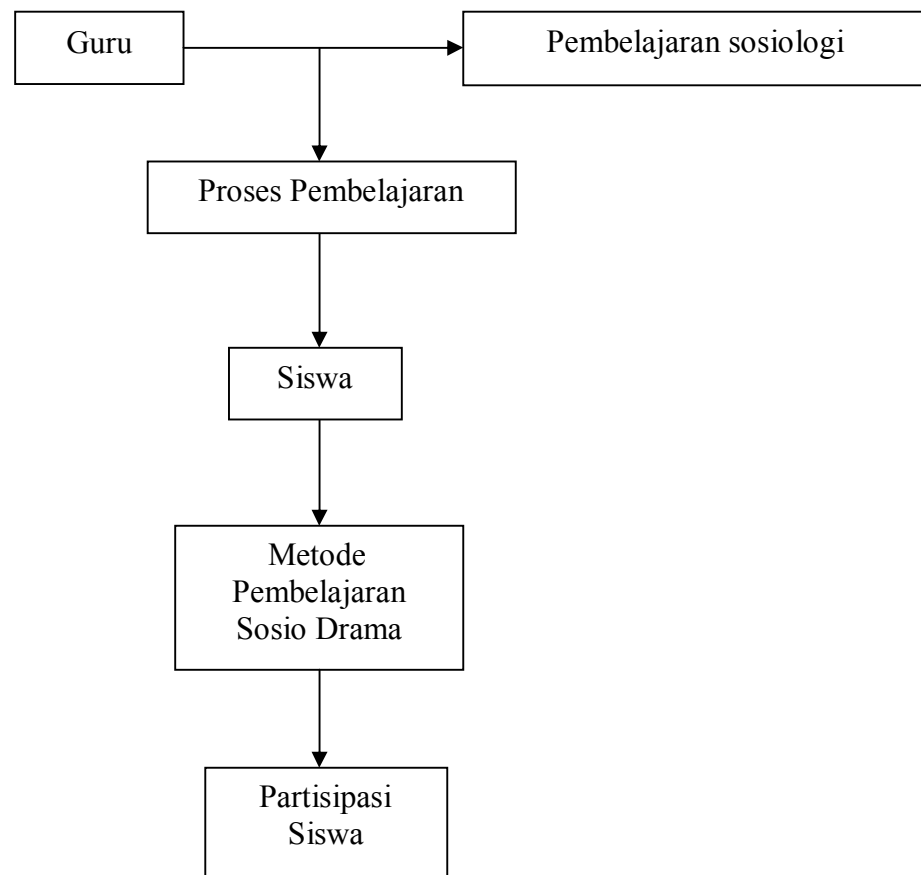 Guru
Pembelajaran sosiologi
Proses Pembelajaran
Siswa
Metode
Pembelajaran
Sosio Drama
Partisipasi
Siswa